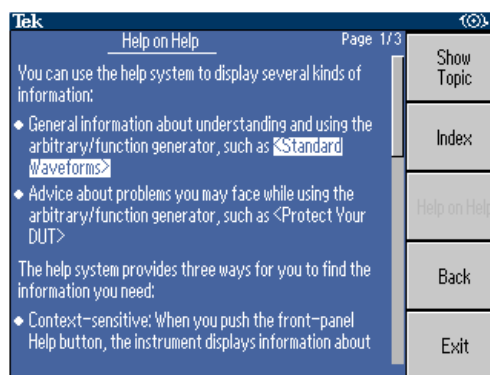 Tek
Help on Help
Page 1/3
You can use the help system to display several kinds of
information:
◆ General information about understanding and using the
arbitrary/function generator, such as <Standard
Waveforms>
◆ Advice about problems you may face while using the
arbitrary/function generator, such as <Protect Your
DUT>
The help system provides three ways for you to find the
information you need:
◆ Context-sensitive: When you push the front-panel
Help button, the instrument displays information about
Show
Topic
Index
Help on Help
Back
Exit